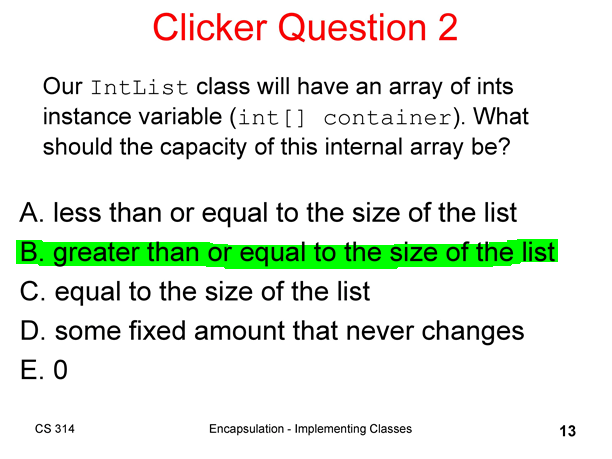 Clicker Question 2
Our IntList class will have an array of ints
instance variable (int[] container). What
should the capacity of this internal array be?
A. less than or equal to the size of the list
B. greater than or equal to the size of the list
C. equal to the size of the list
D. some fixed amount that never changes
E. 0
CS 314
Encapsulation - Implementing Classes
13